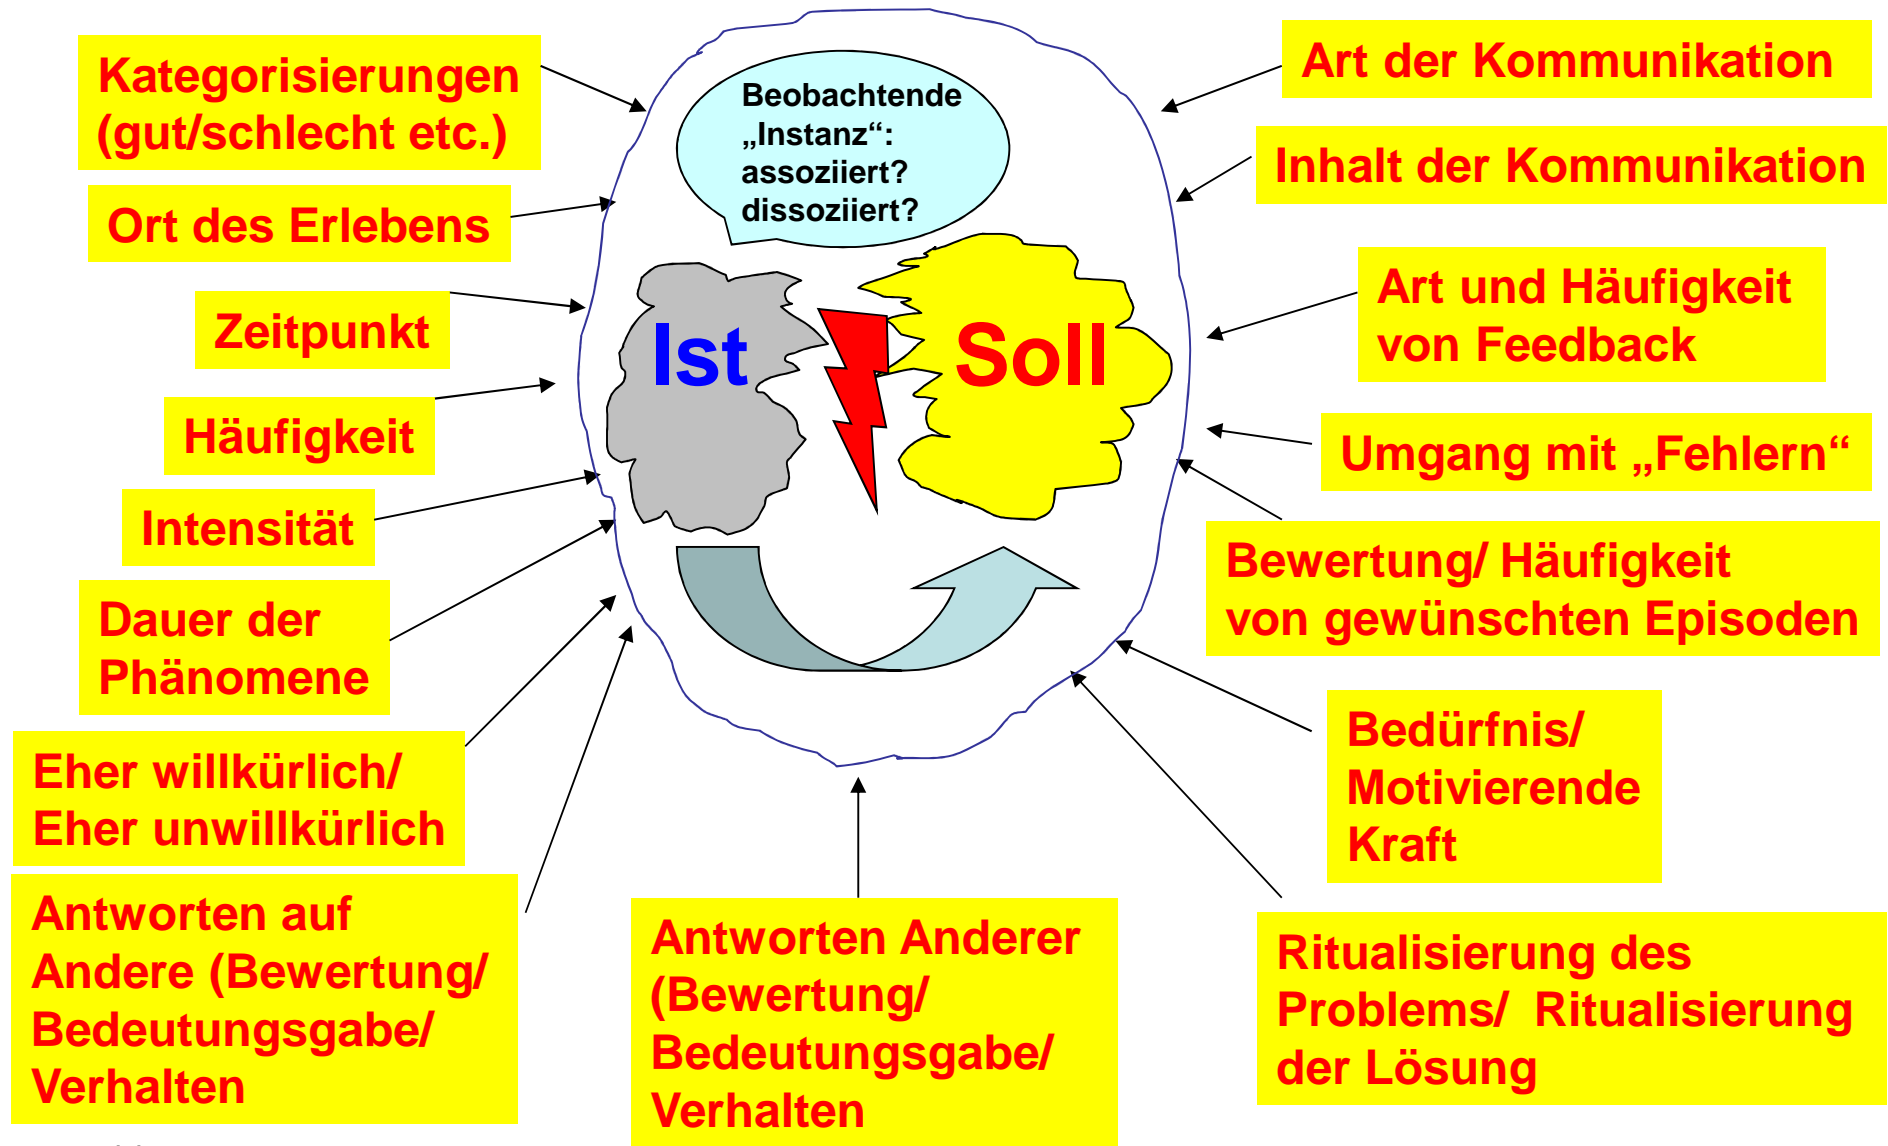 Kategorisierungen
(gut/schlecht etc.)
Ort des Erlebens
Zeitpunkt
Häufigkeit
Intensität
Dauer der
Phänomene
Eher willkürlich/
Eher unwillkürlich
Antworten auf
Andere (Bewertung/
Bedeutungsgabe/
Verhalten
Beobachtende
„Instanz“:
assoziiert?
dissoziiert?
Ist
Soll
Antworten Anderer
(Bewertung/
Bedeutungsgabe/
Verhalten
Art der Kommunikation
Inhalt der Kommunikation
Art und Häufigkeit
von Feedback
Umgang mit „Fehlern“
Bewertung/ Häufigkeit
von gewünschten Episoden
Bedürfnis/
Motivierende
Kraft
Ritualisierung des
Problems/ Ritualisierung
der Lösung